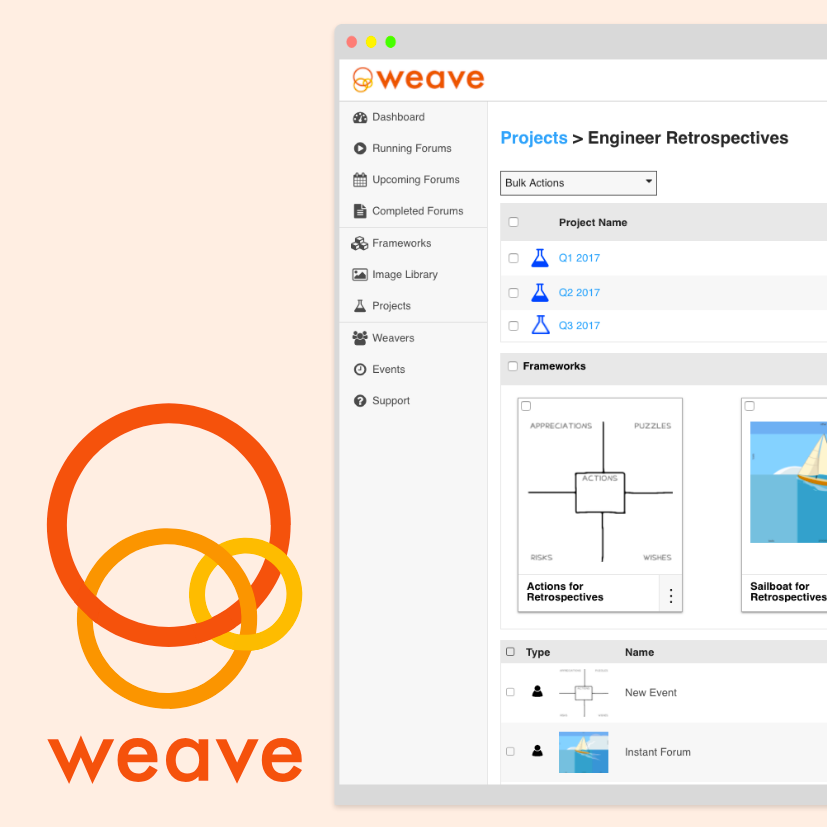 weave
Dashboard
Running Forums
Upcoming Forums
Completed Forums
Frameworks
Image Library
Projects
Weavers
Events
Support
Projects > Engineer Retrospectives
Bulk Actions
Project Name
Q1 2017
Q2 2017
Q3 2017
Frameworks
APPRECIATIONS PUZZLES
ACTIONS
RISKS WISHES
Actions for
Retrospectives
Sailboat for
Retrospectives
Type Name
New Event
Instant Forum
weave